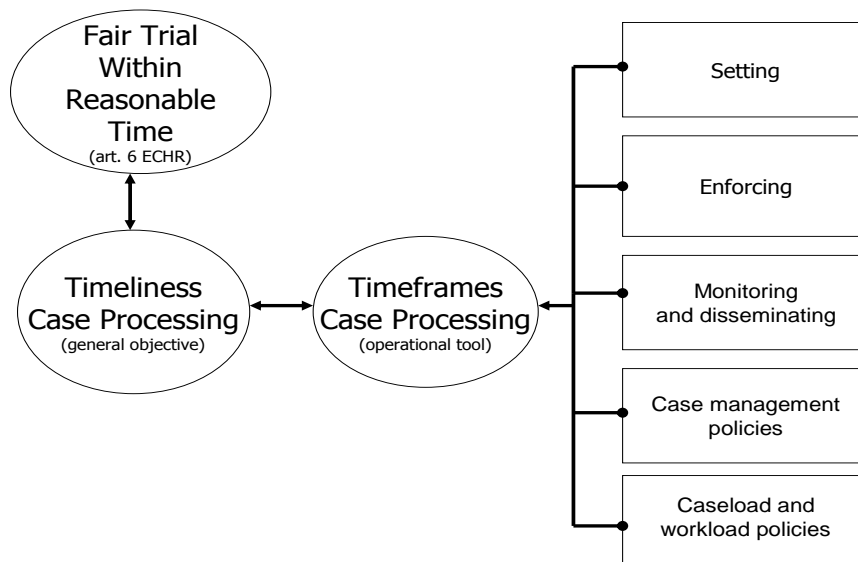 Fair Trial
Within
Reasonable
Time
(art. 6 ECHR)
Timeliness
Case Processing
(general objective)
Timeframes
Case Processing
(operational tool)
Setting
Enforcing
Monitoring
and disseminating
Case management
policies
Caseload and
workload policies